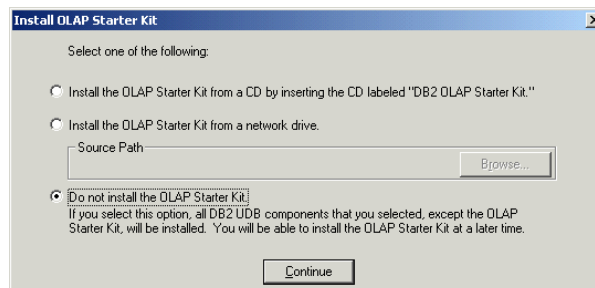 Install OLAP Starter Kit
Select one of the following:
Install the OLAP Starter Kit from a CD by inserting the CD labeled "DB2 OLAP Starter Kit."
Install the OLAP Starter Kit from a network drive.
Source Path
Browse...
Do not install the OLAP Starter Kit.
If you select this option, all DB2 UDB components that you selected, except the OLAP
Starter Kit, will be installed. You will be able to install the OLAP Starter Kit at a later time.
Continue